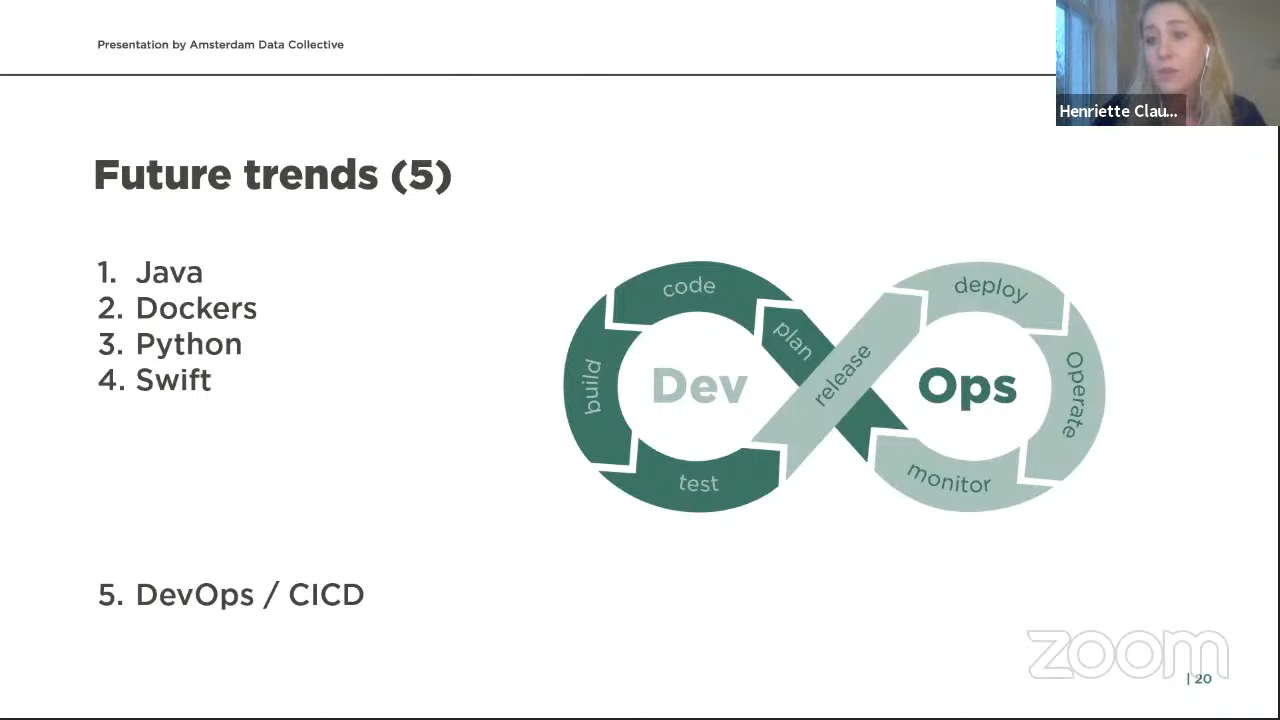 Presentation by Amsterdam Data Collective
Henriette Clau...
Future trends (5)
1. Java
2. Dockers
3. Python
4. Swift
5. DevOps / CICD
code
plan
build
Dev
test
release
deploy
Ops
Operate
monitor
zoom
| 20